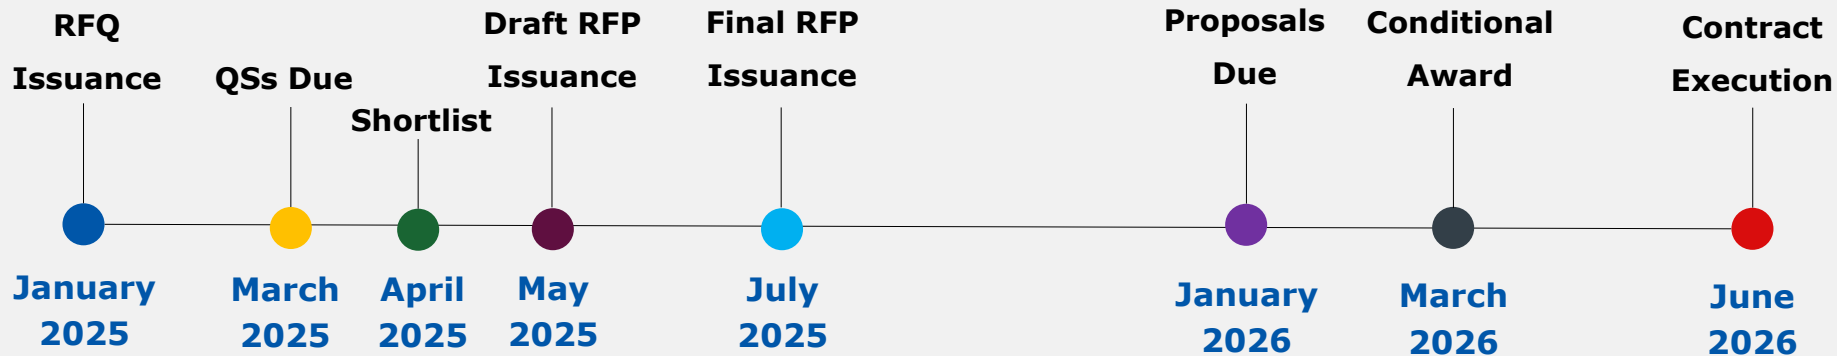 RFQ
Issuance
QSs Due
Shortlist
Draft RFP
Issuance
Final RFP
Issuance
Proposals
Due
Conditional
Award
Contract
Execution
January
2025
March
2025
April
2025
May
2025
July
2025
January
2026
March
2026
June
2026